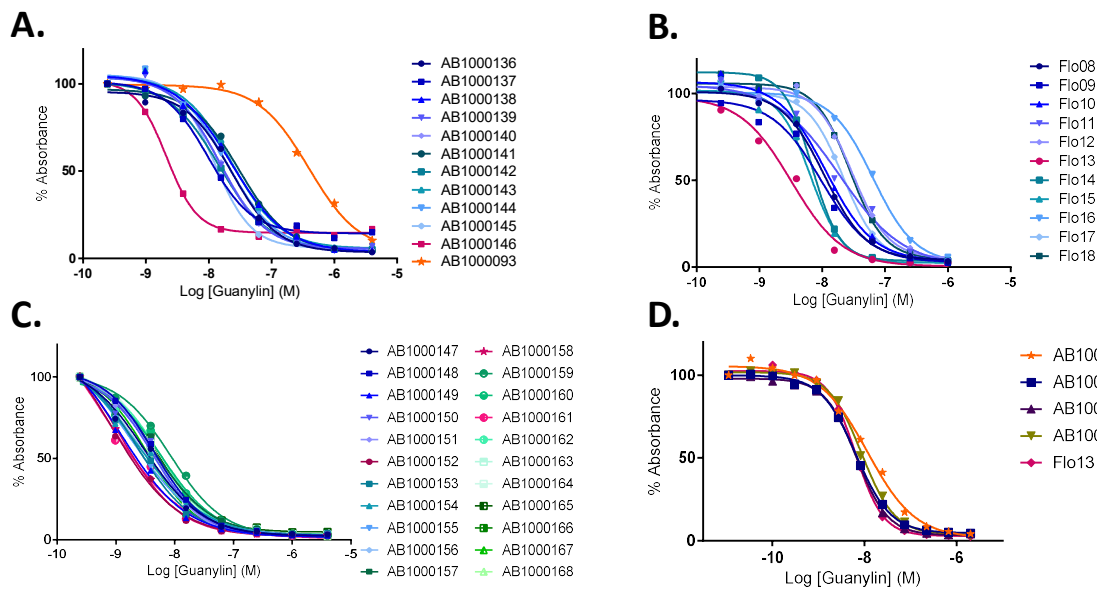 A.
% Absorbance
100
50
0
-10 -9 -8 -7 -6 -5
Log [Guanylin] (M)
AB1000136
AB1000137
AB1000138
AB1000139
AB1000140
AB1000141
AB1000142
AB1000143
AB1000144
AB1000145
AB1000146
AB1000093
B.
% Absorbance
100
50
0
-10 -9 -8 -7 -6 -5
Log [Guanylin] (M)
Flo08
Flo09
Flo10
Flo11
Flo12
Flo13
Flo14
Flo15
Flo16
Flo17
Flo18
C.
% Absorbance
100
50
0
-10 -9 -8 -7 -6 -5
Log [Guanylin] (M)
AB1000147 AB1000158
AB1000148 AB1000159
AB1000149 AB1000160
AB1000150 AB1000161
AB1000151 AB1000162
AB1000152 AB1000163
AB1000153 AB1000164
AB1000154 AB1000165
AB1000155 AB1000166
AB1000156 AB1000167
AB1000157 AB1000168
D.
% Absorbance
100
50
0
-10 -8 -6
Log [Guanylin] (M)
AB100
AB100
AB100
AB100
Flo13